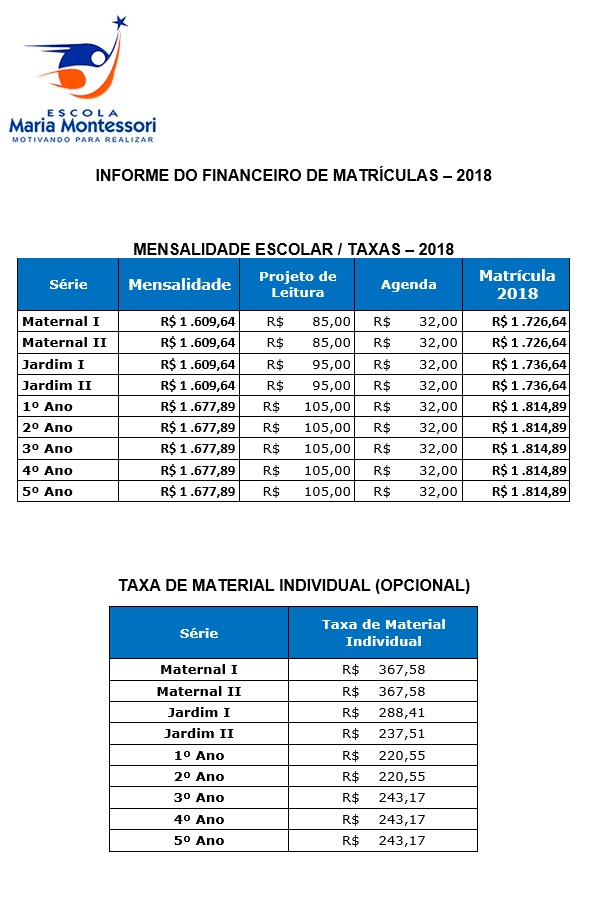 ESCOLA
Maria Montessori
MOTIVANDO PARA REALIZAR
INFORME DO FINANCEIRO DE MATRÍCULAS – 2018
MENSALIDADE ESCOLAR / TAXAS – 2018
Série Mensalidade Projeto de Leitura Agenda Matrícula 2018
Maternal I R$ 1.609,64 R$ 85,00 R$ 32,00 R$ 1.726,64
Maternal II R$ 1.609,64 R$ 85,00 R$ 32,00 R$ 1.726,64
Jardim I R$ 1.609,64 R$ 95,00 R$ 32,00 R$ 1.736,64
Jardim II R$ 1.609,64 R$ 95,00 R$ 32,00 R$ 1.736,64
1º Ano R$ 1.677,89 R$ 105,00 R$ 32,00 R$ 1.814,89
2º Ano R$ 1.677,89 R$ 105,00 R$ 32,00 R$ 1.814,89
3º Ano R$ 1.677,89 R$ 105,00 R$ 32,00 R$ 1.814,89
4º Ano R$ 1.677,89 R$ 105,00 R$ 32,00 R$ 1.814,89
5º Ano R$ 1.677,89 R$ 105,00 R$ 32,00 R$ 1.814,89
TAXA DE MATERIAL INDIVIDUAL (OPCIONAL)
Série Taxa de Material Individual
Maternal I R$ 367,58
Maternal II R$ 367,58
Jardim I R$ 288,41
Jardim II R$ 237,51
1º Ano R$ 220,55
2º Ano R$ 220,55
3º Ano R$ 243,17
4º Ano R$ 243,17
5º Ano R$ 243,17